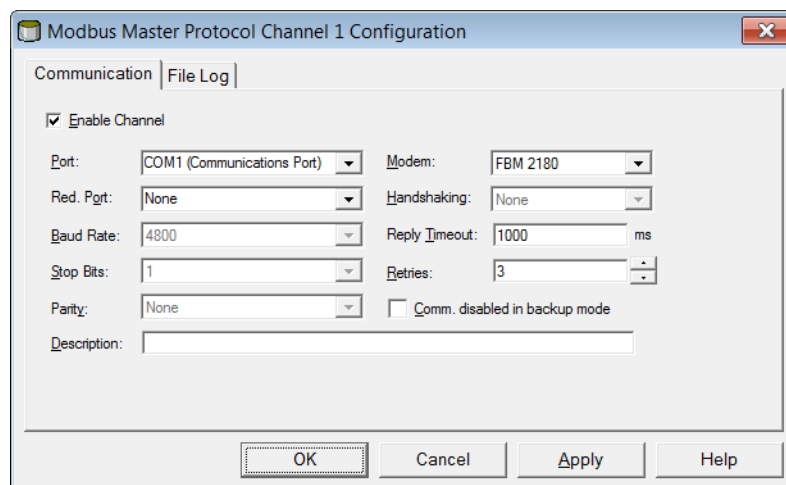 Modbus Master Protocol Channel 1 Configuration
Communication File Log
Enable Channel
Port: COM1 (Communications Port) Modem: FBM 2180
Red. Port: None Handshaking: None
Baud Rate: 4800 Reply Timeout: 1000 ms
Stop Bits: 1 Retries: 3
Parity: None Comm. disabled in backup mode
Description:
OK Cancel Apply Help